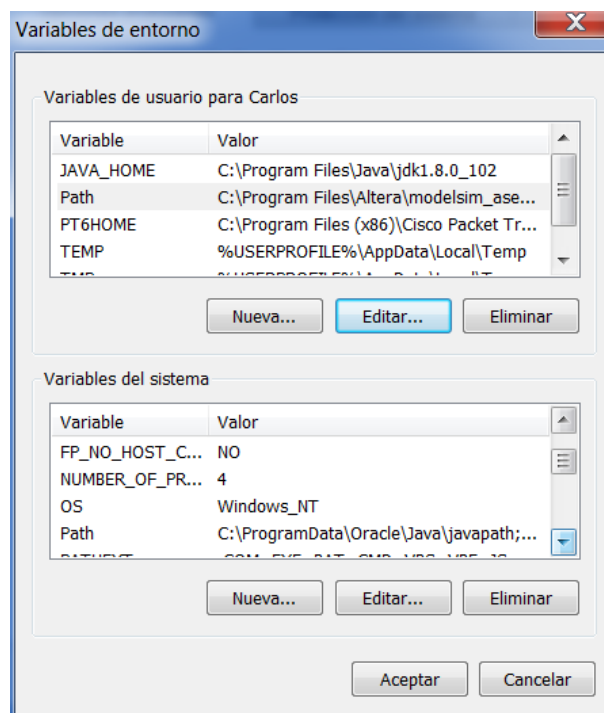 Variables de entorno
Variables de usuario para Carlos
Variable Valor
JAVA_HOME C:\Program Files\Java\jdk1.8.0_102
Path C:\Program Files\Altera\modelsim_ase...
PT6HOME C:\Program Files (x86)\Cisco Packet Tr...
TEMP %USERPROFILE%\AppData\Local\Temp
Nueva... Editar... Eliminar
Variables del sistema
Variable Valor
FP_NO_HOST_C... NO
NUMBER_OF_PR... 4
OS Windows_NT
Path C:\ProgramData\Oracle\Java\javapath;...
Nueva... Editar... Eliminar
Aceptar Cancelar